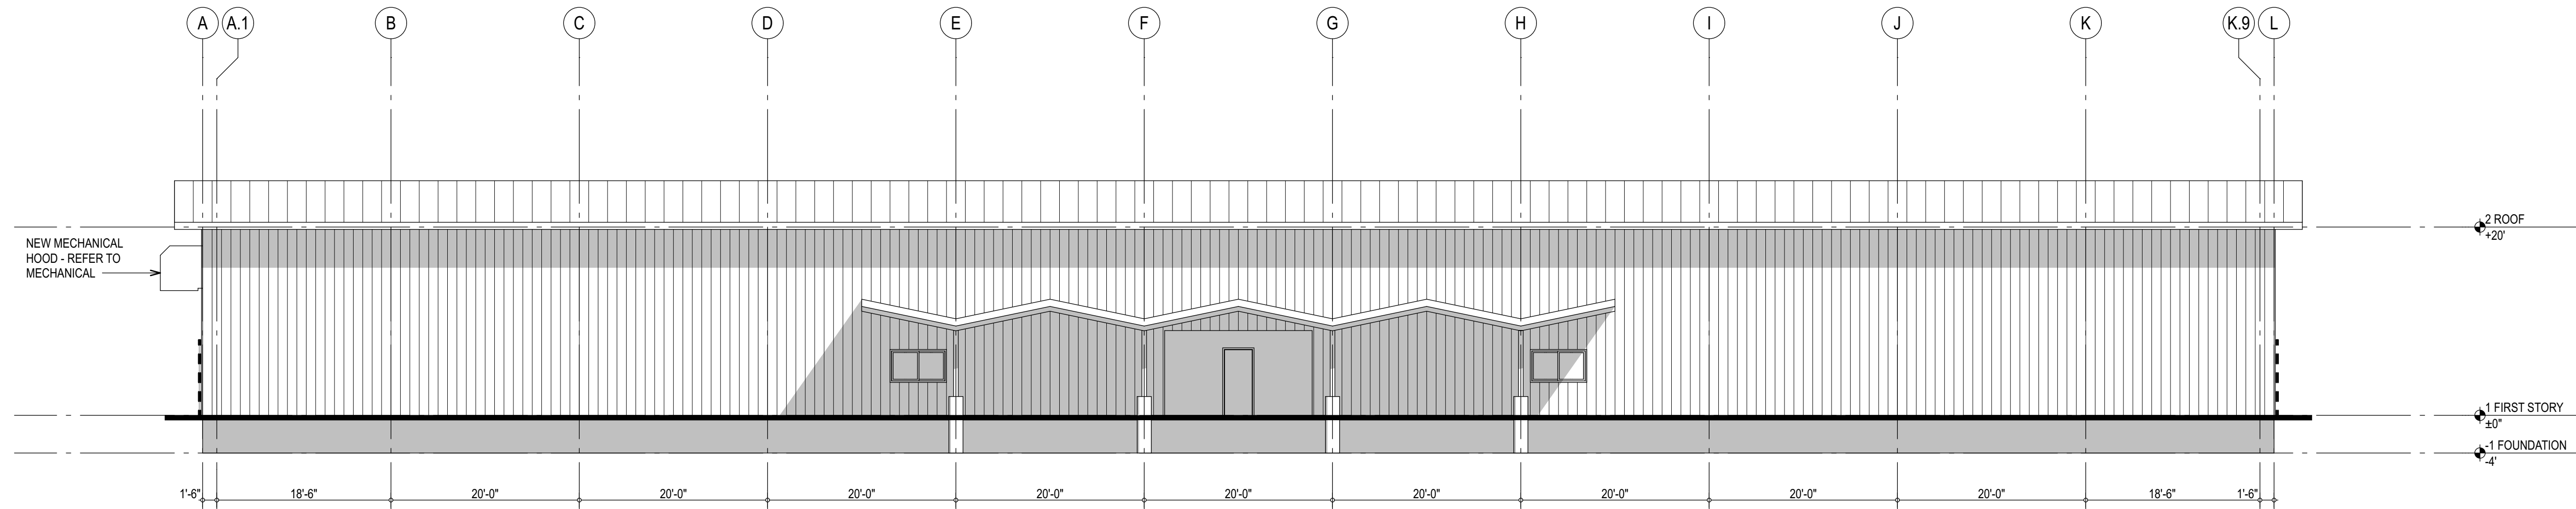 A
A.1
B
C
D
E
F
G
H
I
J
K
K.9
L
NEW MECHANICAL
HOOD - REFER TO
MECHANICAL
2 ROOF
+20'
1 FIRST STORY
±0"
-1 FOUNDATION
-4'
1'-6"
18'-6"
20'-0"
20'-0"
20'-0"
20'-0"
20'-0"
20'-0"
20'-0"
20'-0"
20'-0"
18'-6"
1'-6"